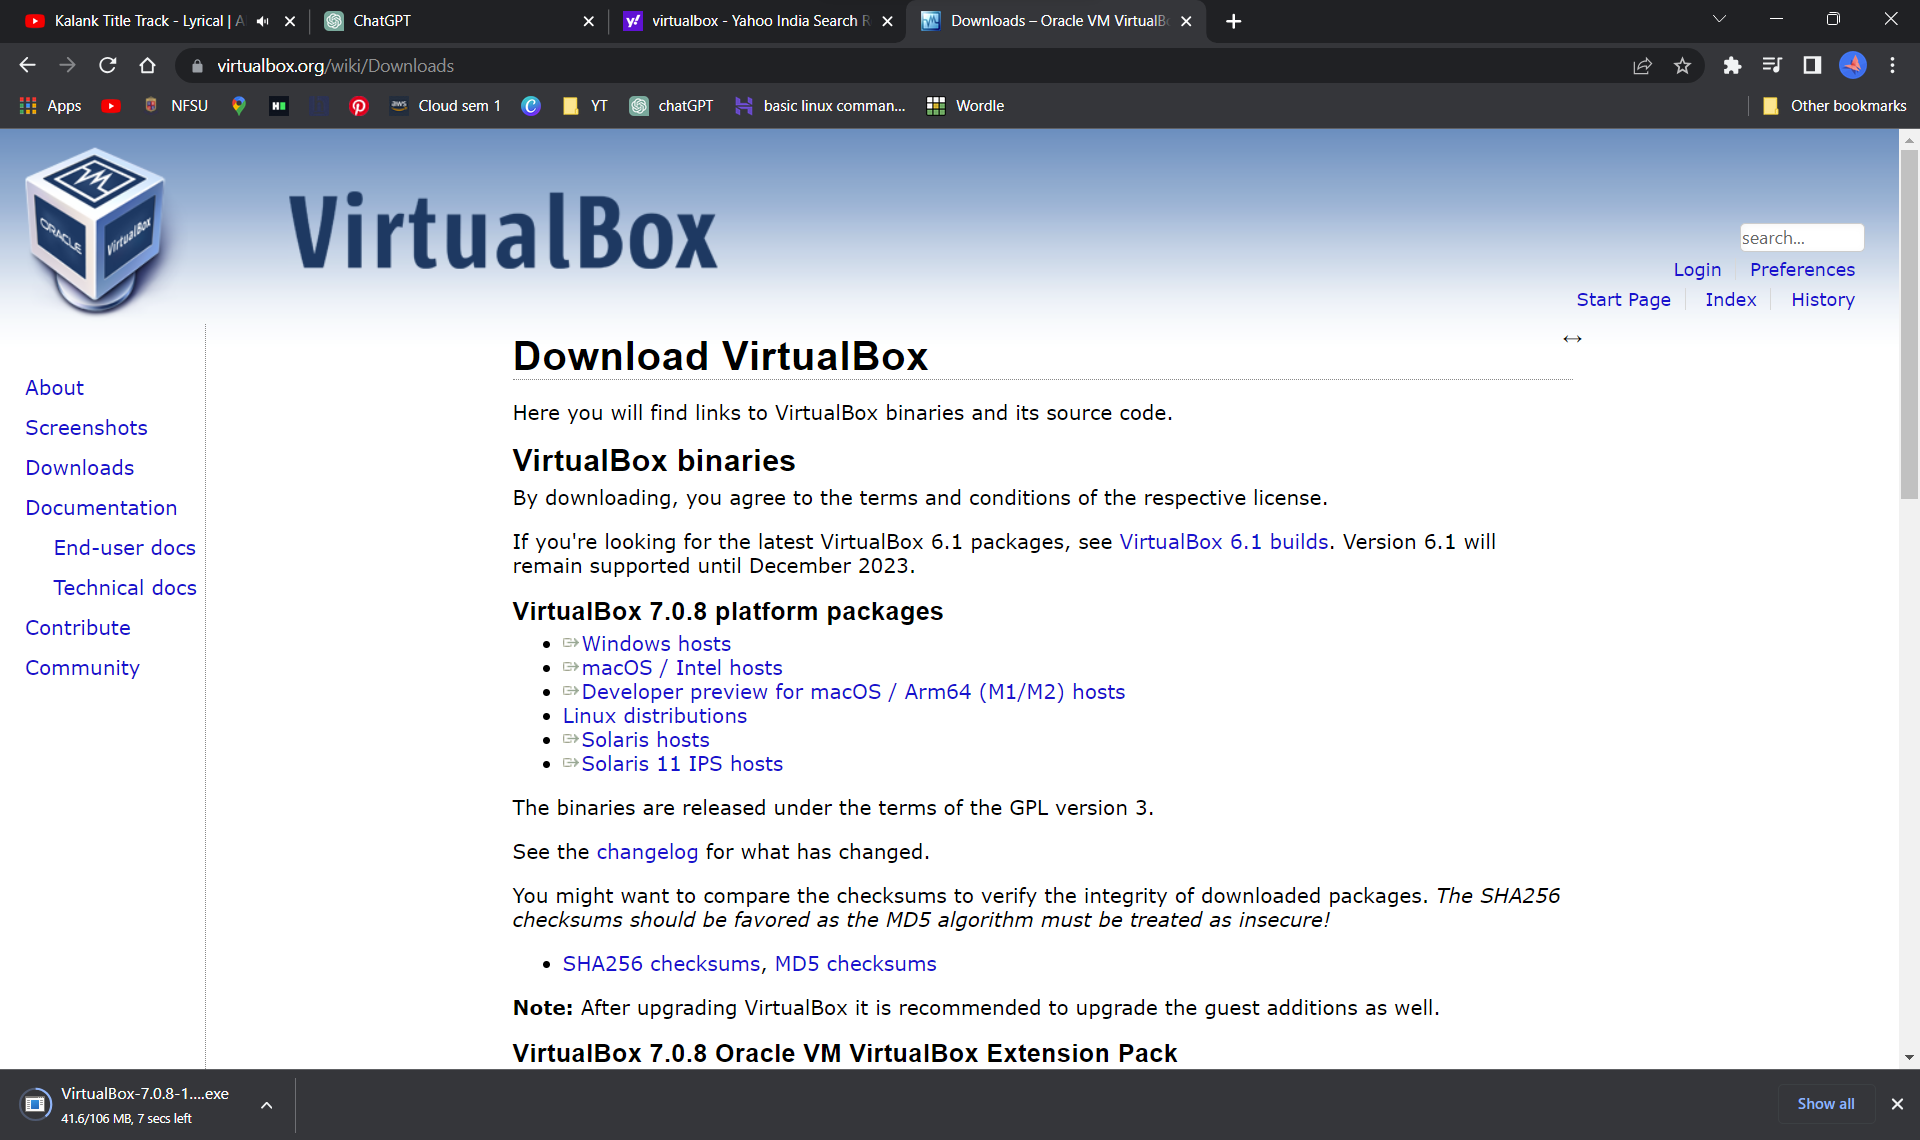 Kalank Title Track - Lyrical | A
ChatGPT
virtualbox - Yahoo India Search R
Downloads – Oracle VM VirtualB
virtualbox.org/wiki/Downloads
Apps
NFSU
aws
Cloud sem 1
YT
chatGPT
basic linux comman...
Wordle
Other bookmarks
ORACLE
VirtualBox
VirtualBox
search...
Login
Preferences
Start Page
Index
History
About
Screenshots
Downloads
Documentation
End-user docs
Technical docs
Contribute
Community
Download VirtualBox
Here you will find links to VirtualBox binaries and its source code.
VirtualBox binaries
By downloading, you agree to the terms and conditions of the respective license.
If you're looking for the latest VirtualBox 6.1 packages, see VirtualBox 6.1 builds. Version 6.1 will
remain supported until December 2023.
VirtualBox 7.0.8 platform packages
Windows hosts
macOS / Intel hosts
Developer preview for macOS / Arm64 (M1/M2) hosts
Linux distributions
Solaris hosts
Solaris 11 IPS hosts
The binaries are released under the terms of the GPL version 3.
See the changelog for what has changed.
You might want to compare the checksums to verify the integrity of downloaded packages. The SHA256
checksums should be favored as the MD5 algorithm must be treated as insecure!
SHA256 checksums, MD5 checksums
Note: After upgrading VirtualBox it is recommended to upgrade the guest additions as well.
VirtualBox 7.0.8 Oracle VM VirtualBox Extension Pack
VirtualBox-7.0.8-1....exe
41.6/106 MB, 7 secs left
Show all